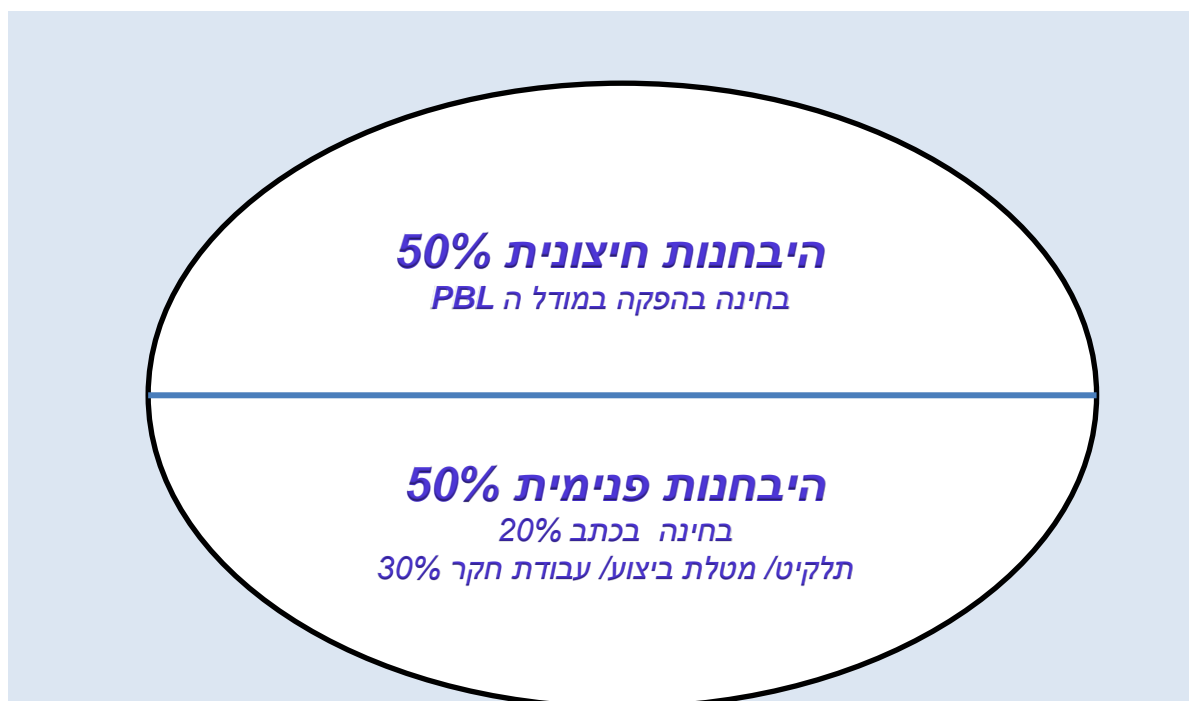 היבחנות חיצונית 50%
בחינה בהפקה במודל ה PBL
היבחנות פנימית 50%
בחינה בכתב 20%
תלקיט/ מטלת ביצוע/ עבודת חקר 30%